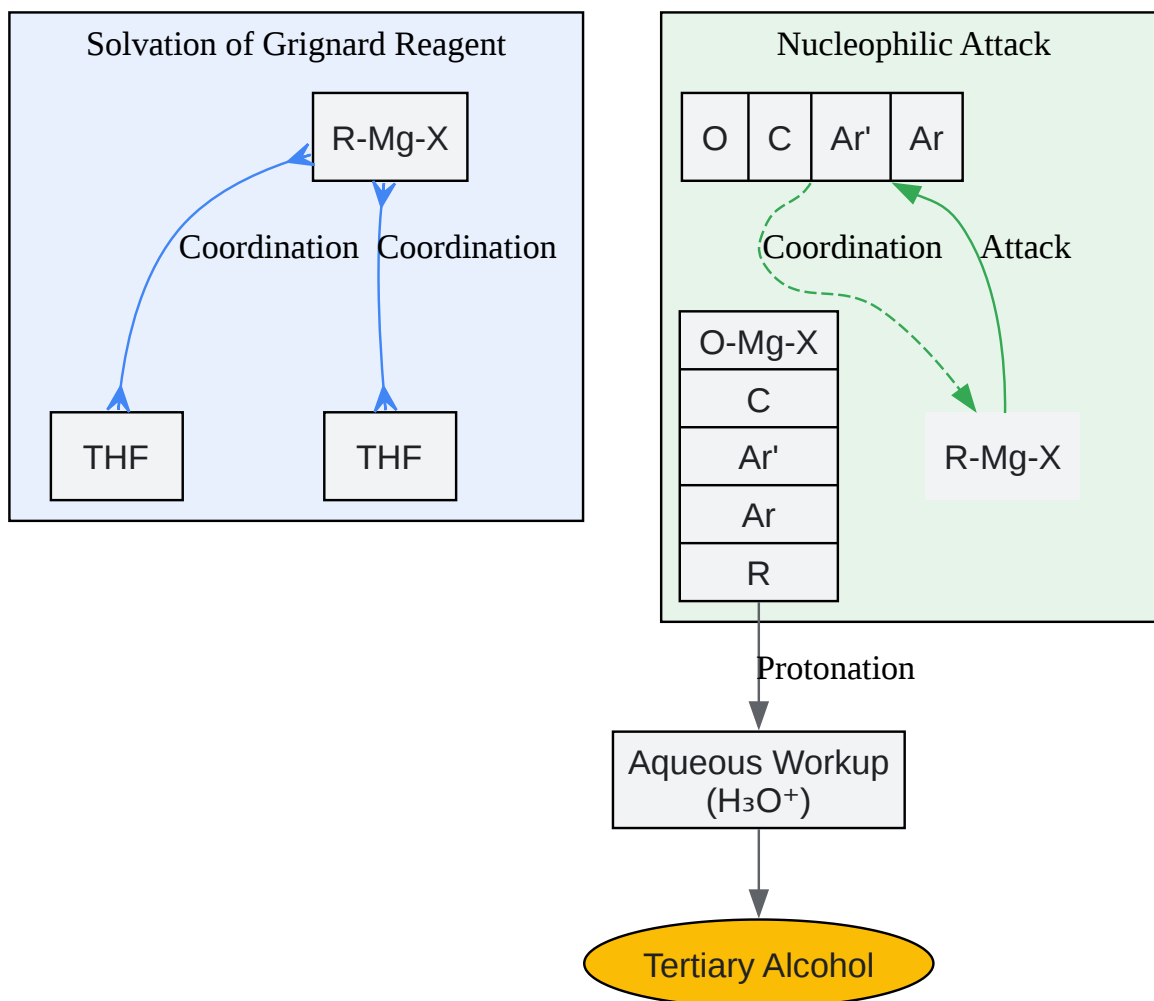 Solvation of Grignard Reagent
R-Mg-X
Coordination
Coordination
THF
THF
Nucleophilic Attack
O
C
Ar'
Ar
Coordination
Attack
O-Mg-X
C
Ar'
Ar
R
R-Mg-X
Protonation
Aqueous Workup
(H₃O⁺)
Tertiary Alcohol